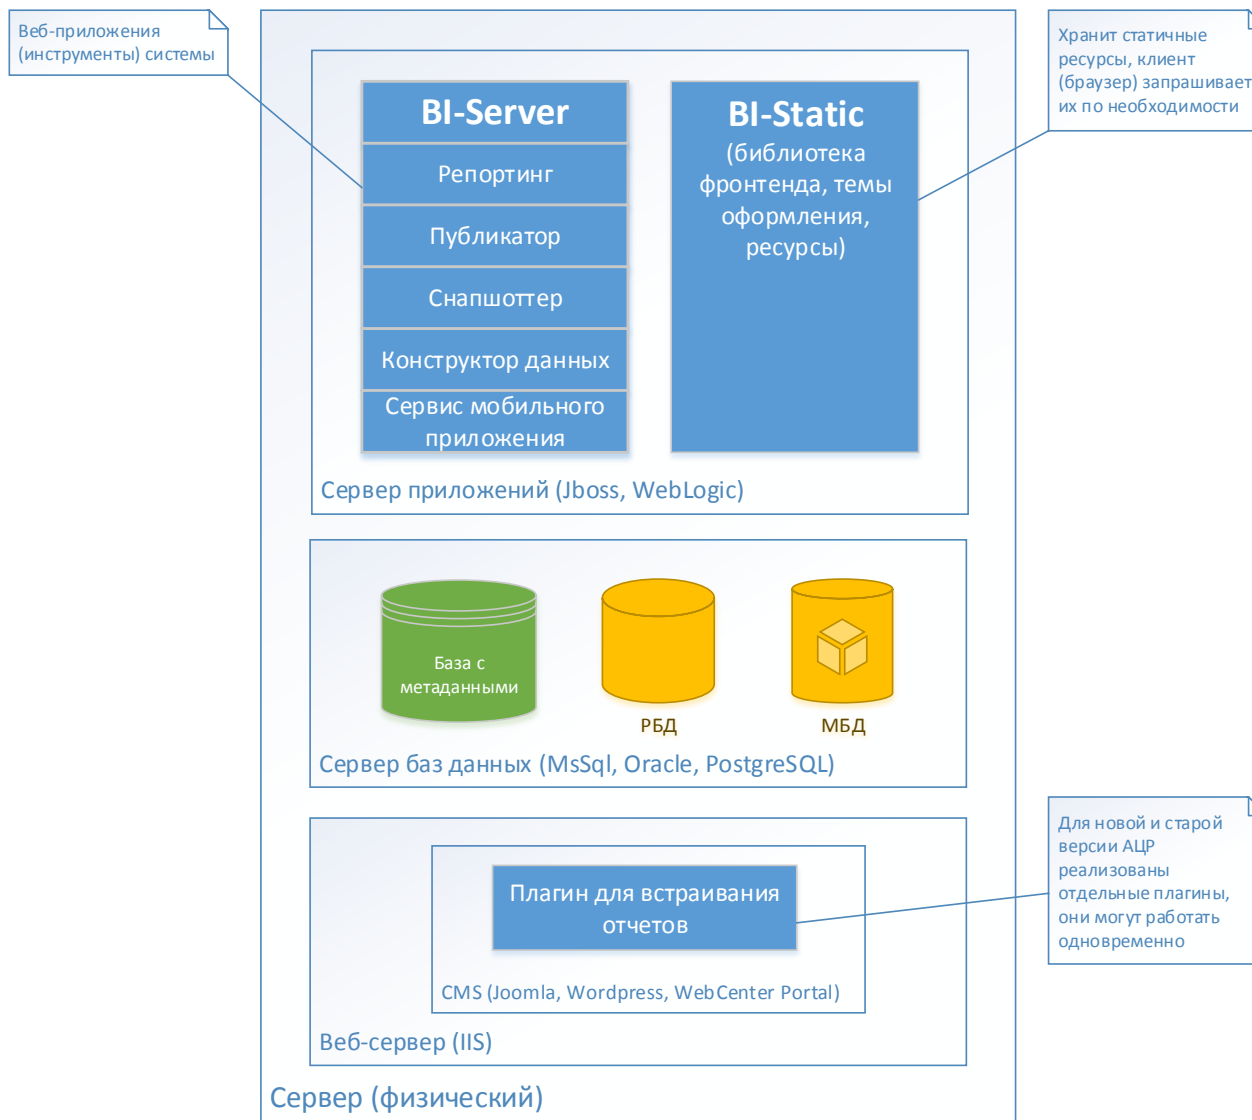 Веб-приложения
(инструменты) системы
Хранит статичные
ресурсы, клиент
(браузер) запрашивает
их по необходимости
BI-Server
Репортинг
Публикатор
Снапшоттер
Конструктор данных
Сервис мобильного
приложения
BI-Static
(библиотека
фронтенда, темы
оформления,
ресурсы)
Сервер приложений (Jboss, WebLogic)
База с
метаданными
РБД
МБД
Сервер баз данных (MsSql, Oracle, PostgreSQL)
Для новой и старой
версии АЦР
реализованы
отдельные плагины,
они могут работать
одновременно
Плагин для встраивания
отчетов
CMS (Joomla, Wordpress, WebCenter Portal)
Веб-сервер (IIS)
Сервер (физический)